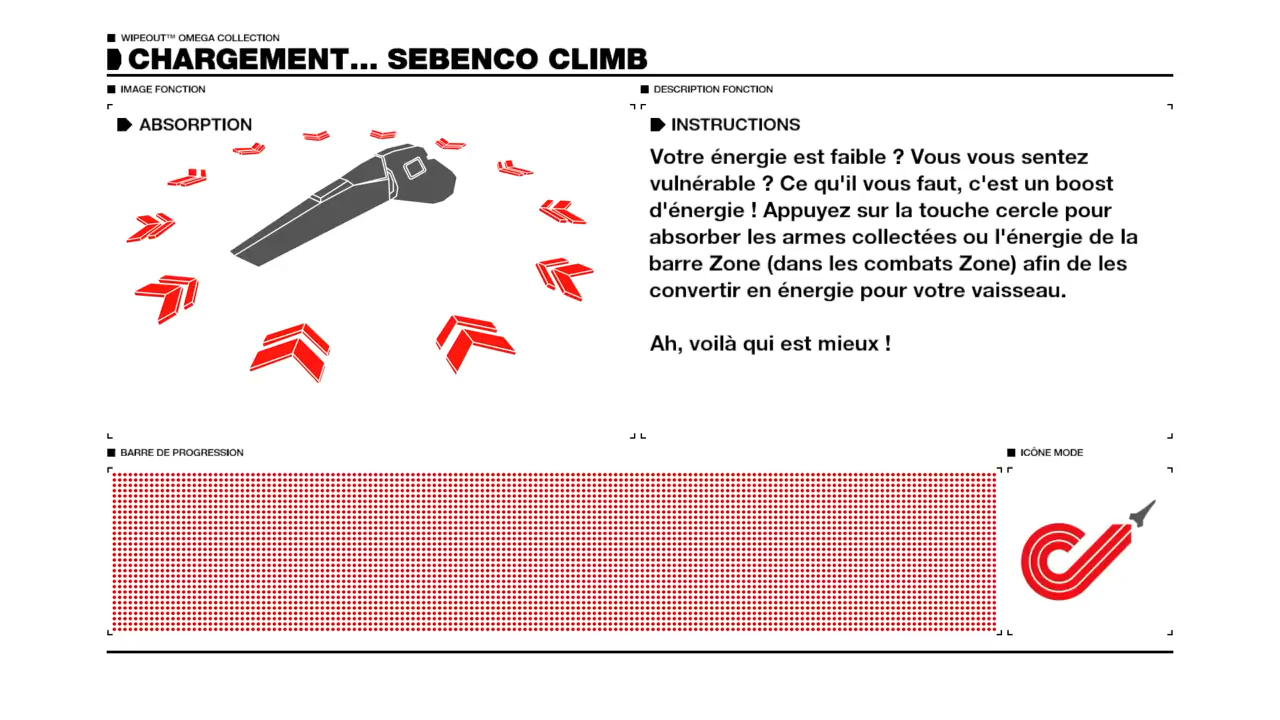 WIPEOUT™ OMEGA COLLECTION
CHARGEMENT... SEBENCO CLIMB
IMAGE FONCTION
ABSORPTION
DESCRIPTION FONCTION
INSTRUCTIONS
Votre énergie est faible ? Vous vous sentez
vulnérable ? Ce qu'il vous faut, c'est un boost
d'énergie ! Appuyez sur la touche cercle pour
absorber les armes collectées ou l'énergie de la
barre Zone (dans les combats Zone) afin de les
convertir en énergie pour votre vaisseau.
Ah, voilà qui est mieux !
BARRE DE PROGRESSION
ICÔNE MODE